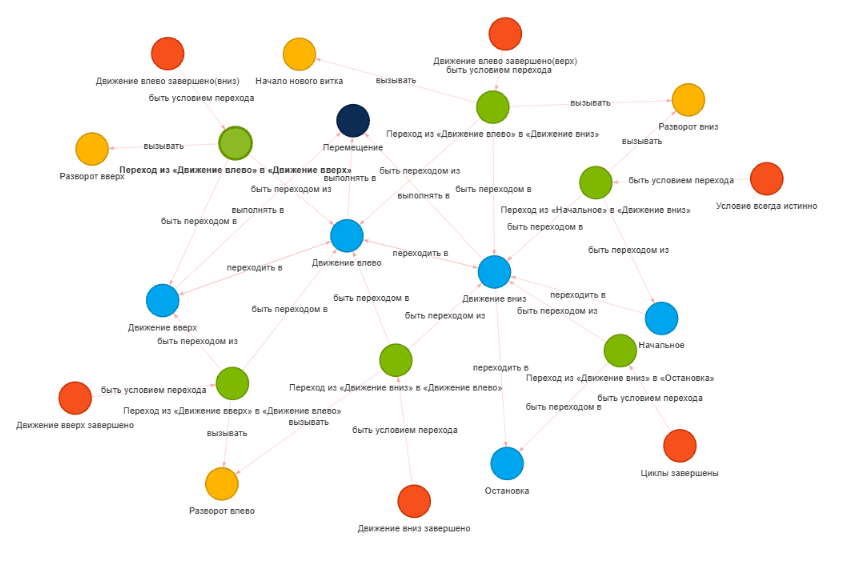 Движение влево завершено(верх)
быть условием перехода
Движение влево завершено(вниз)
Начало нового витка
вызывать
быть условием перехода
вызывать
Разворот вниз
Переход из «Движение влево» в «Движение вниз»
вызывать
вызывать
Перемещение
Разворот вверх
Переход из «Движение влево» в «Движение вверх»
быть переходом из
выполнять в
быть условием перехода
быть переходом из
быть переходом в
выполнять в
Условие всегда истинно
выполнять в
Переход из «Начальное» в «Движение вниз»
быть переходом в
быть переходом в
быть переходом из
переходить в
Движение влево
переходить в
Движение вниз
переходить в
быть переходом в
быть переходом в
быть переходом из
быть переходом из
Движение вверх
быть переходом из
Начальное
переходить в
Переход из «Движение вниз» в «Остановка»
Переход из «Движение вниз» в «Движение влево»
быть условием перехода
быть условием перехода
быть переходом в
Переход из «Движение вверх» в «Движение влево»
вызывать
Движение вверх завершено
быть условием перехода
вызывать
Циклы завершены
Остановка
Разворот влево
Движение вниз завершено